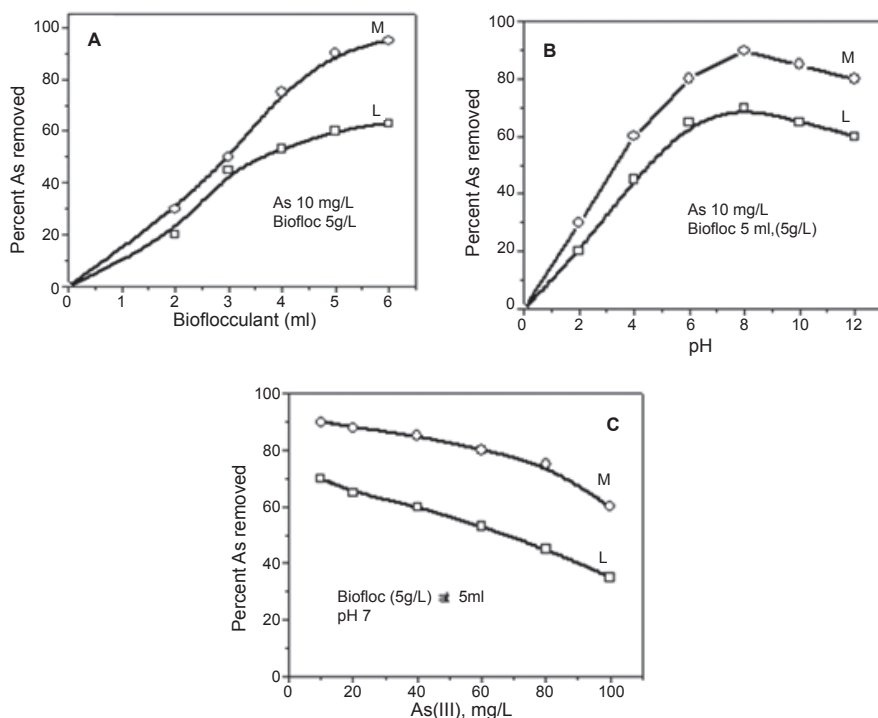 A
Percent As removed
100
80
60
40
20
0
M
L
As 10 mg/L
Biofloc 5g/L
0 1 2 3 4 5 6
Bioflocculant (ml)
B
Percent As removed
100
80
60
40
20
0
M
L
As 10 mg/L
Biofloc 5 ml,(5g/L)
0 2 4 6 8 10 12
pH
C
Percent As removed
100
80
60
40
20
0
M
L
Biofloc (5g/L) 5ml
pH 7
0 20 40 60 80 100
As(III), mg/L